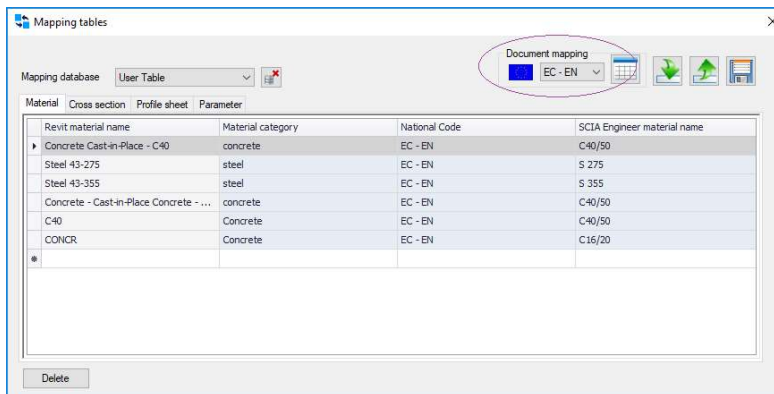 Mapping tables
Document mapping
Mapping database User Table EC - EN
Material Cross section Profile sheet Parameter
Revit material name Material category National Code SCIA Engineer material name
Concrete Cast-in-Place - C40 concrete EC - EN C40/50
Steel 43-275 steel EC - EN S 275
Steel 43-355 steel EC - EN S 355
Concrete - Cast-in-Place Concrete - ... concrete EC - EN C40/50
C40 Concrete EC - EN C40/50
CONCR Concrete EC - EN C16/20
Delete